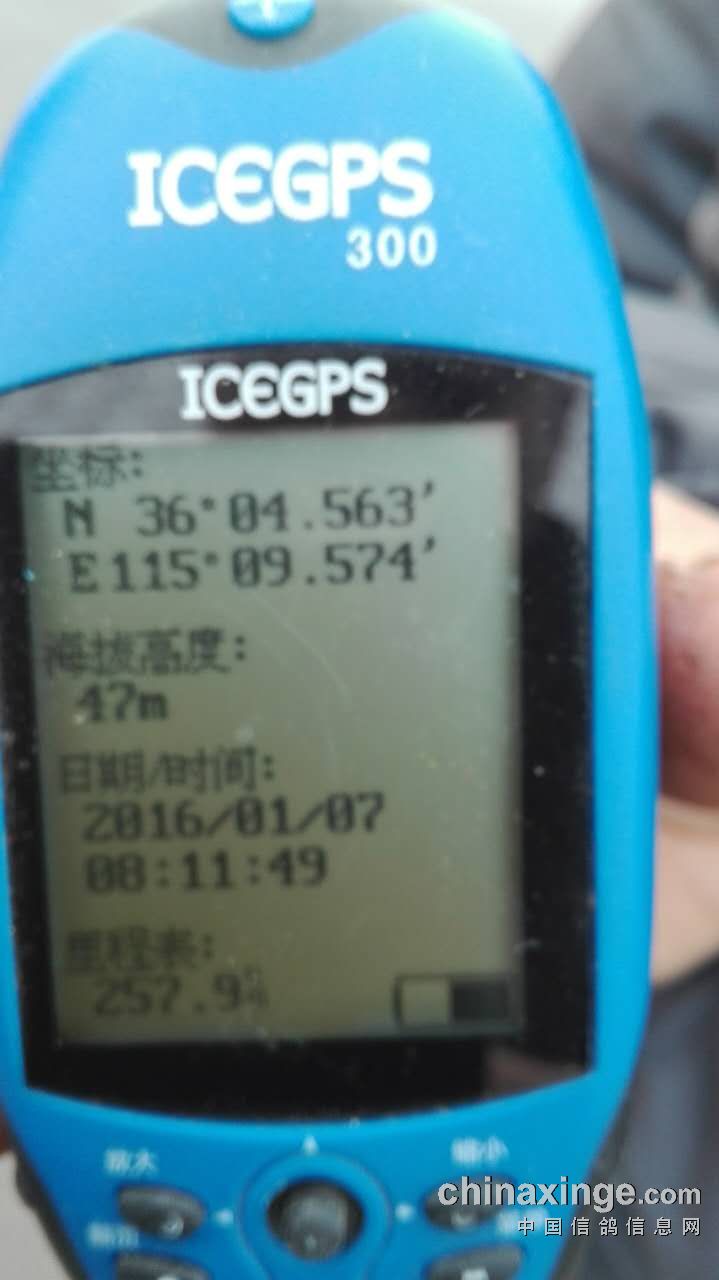 ICEGPS
300
ICEGPS
坐标:
N 36°04.563'
E115°09.574'
海拔高度:
47m
日期/时间:
2016/01/07
08:11:49
里程表:
257.9
放大
缩小
chinaxinge.com
中国信鸽信息网